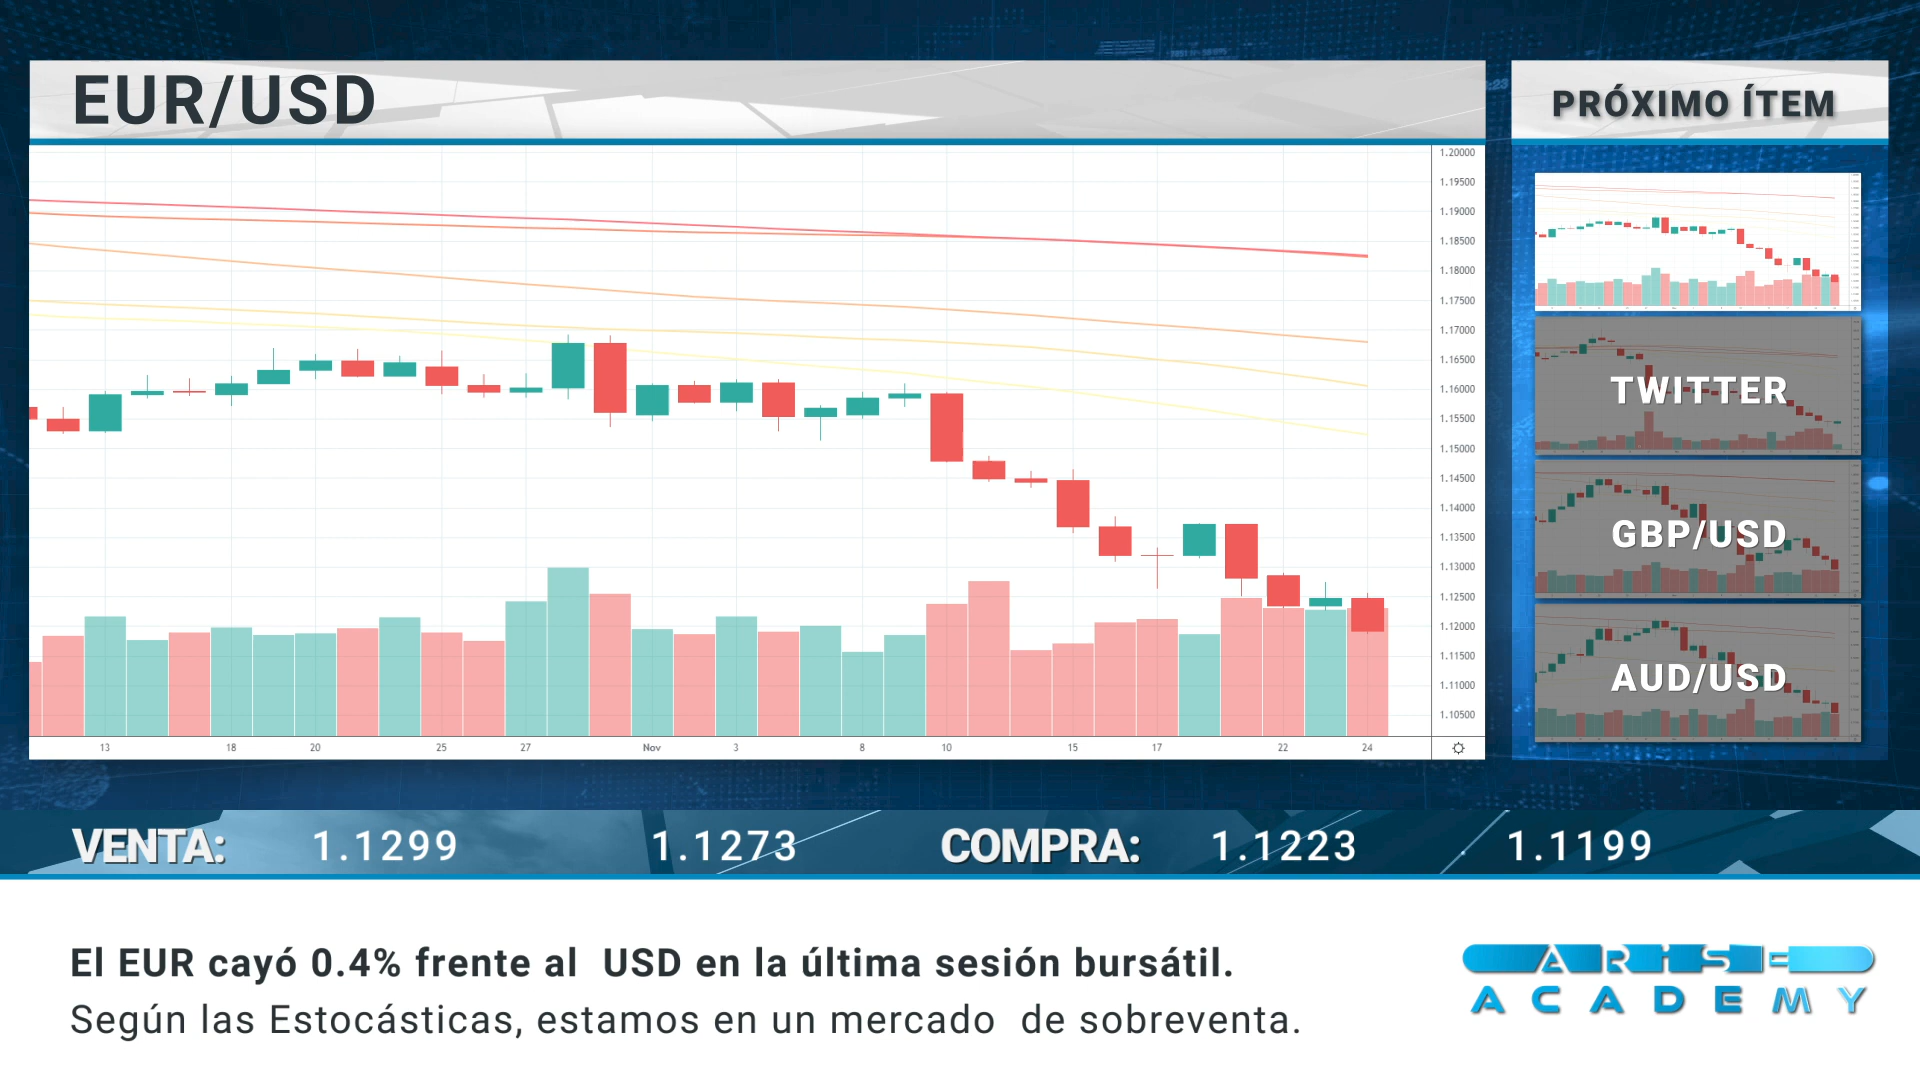 EUR/USD
PRÓXIMO ÍTEM
1.20000
1.19500
1.19000
1.18500
1.18000
1.17500
1.17000
1.16500
1.16000
1.15500
1.15000
1.14500
1.14000
1.13500
1.13000
1.12500
1.12000
1.11500
1.11000
1.10500
13 18 20 25 27 Nov 3 8 10 15 17 22 24
TWITTER
GBP/USD
AUD/USD
VENTA: 1.1299 1.1273 COMPRA: 1.1223 1.1199
El EUR cayó 0.4% frente al USD en la última sesión bursátil.
Según las Estocásticas, estamos en un mercado de sobreventa.
ARISE
ACADEMY